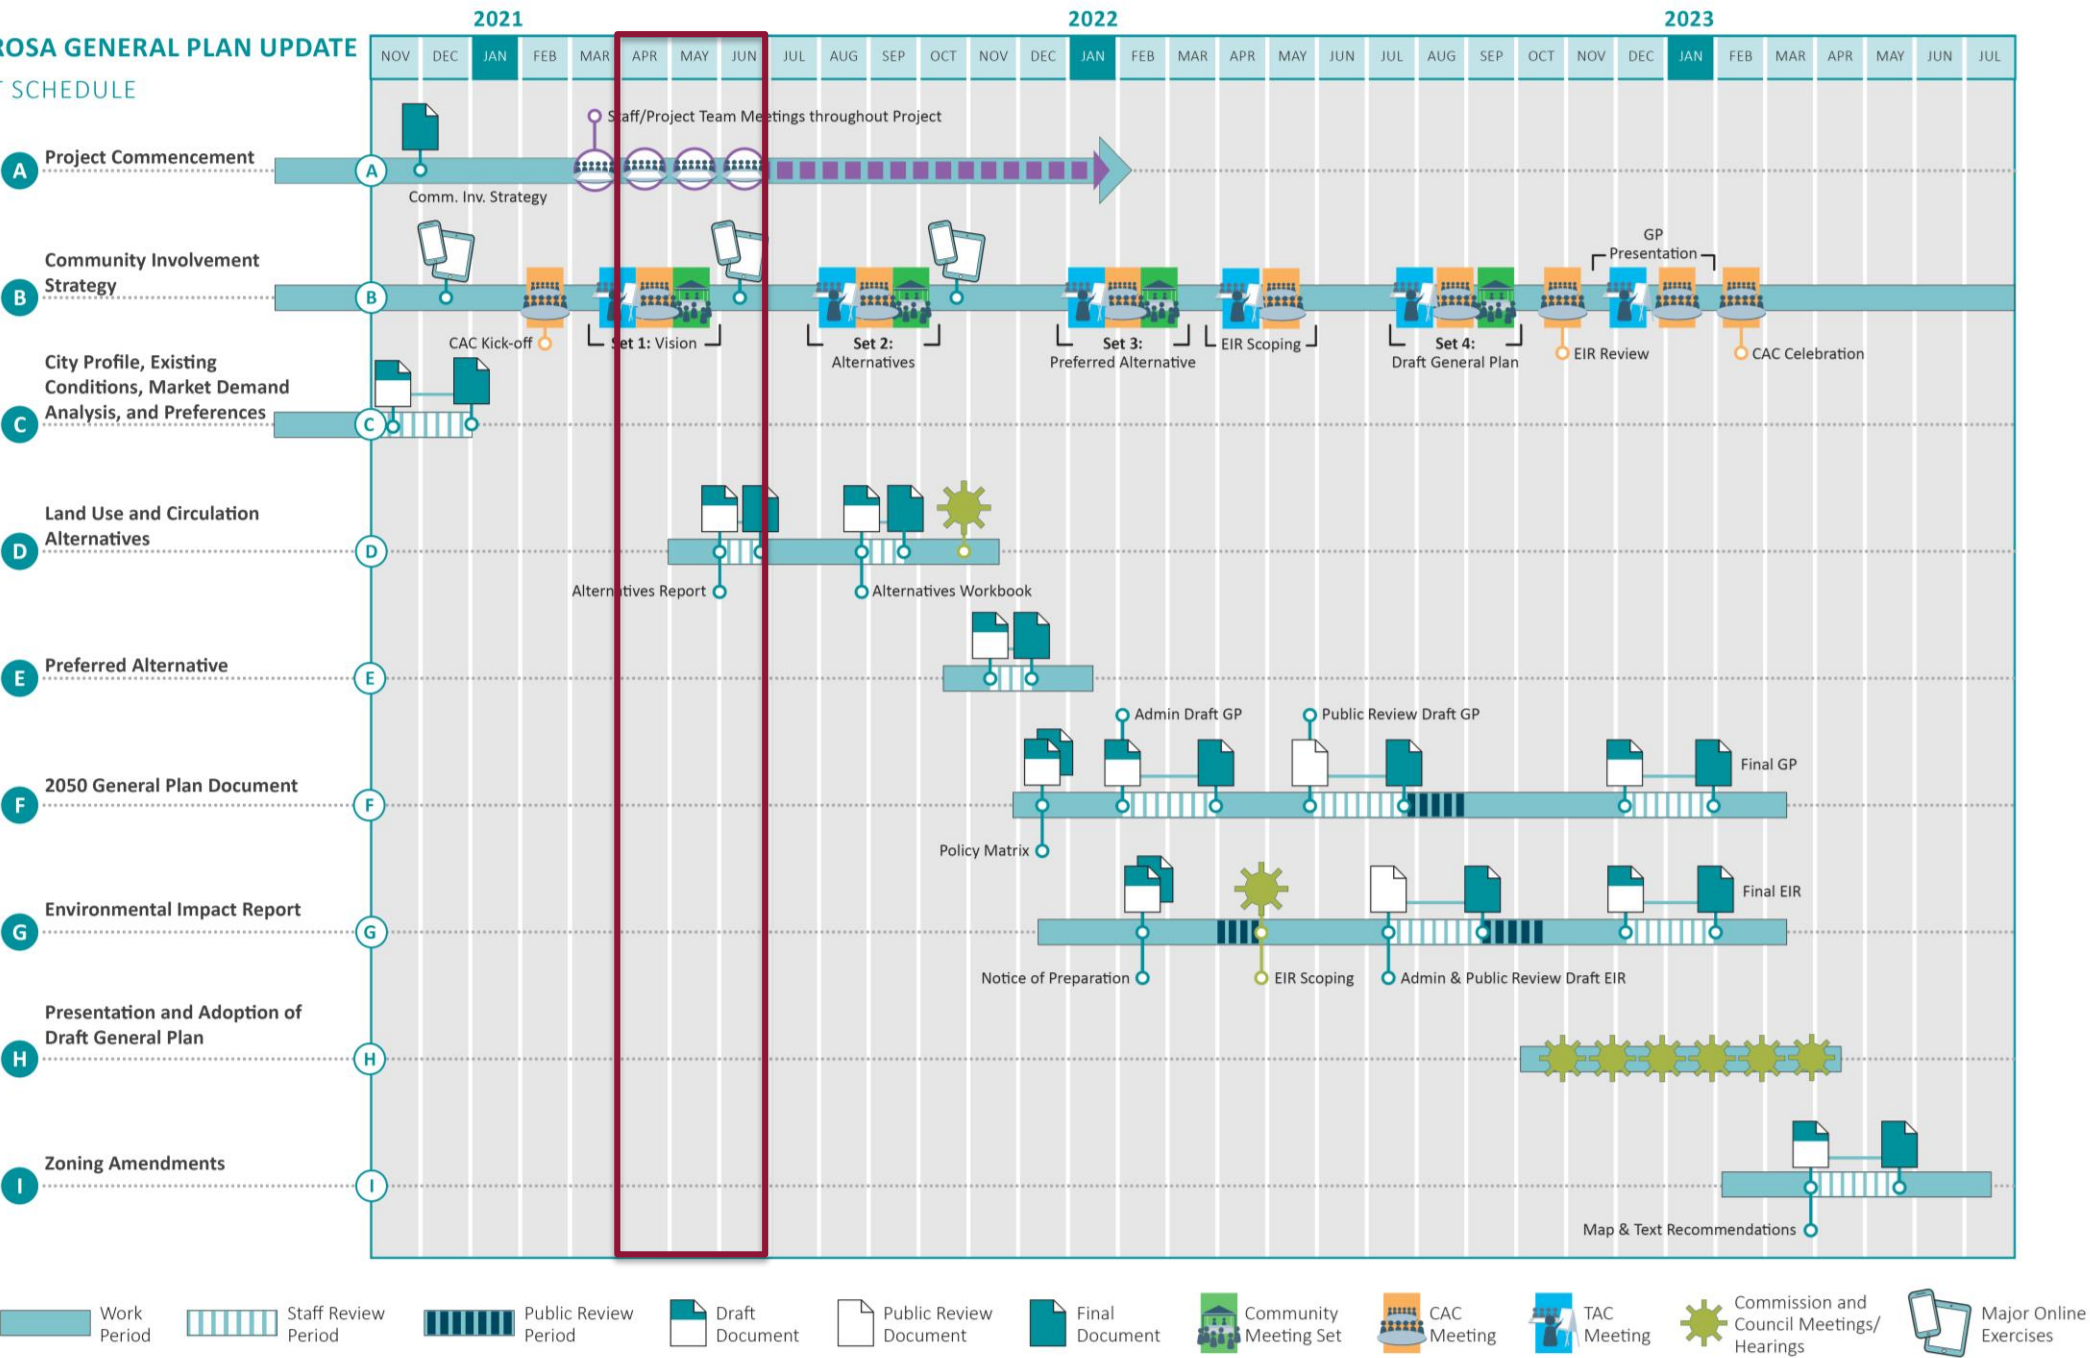 2021
2022
2023
ROSA GENERAL PLAN UPDATE
T SCHEDULE
NOV DEC JAN FEB MAR APR MAY JUN JUL AUG SEP OCT NOV DEC JAN FEB MAR APR MAY JUN JUL AUG SEP OCT NOV DEC JAN FEB MAR APR MAY JUN JUL
Staff/Project Team Meetings throughout Project
A Project Commencement
A
Comm. Inv. Strategy
B Community Involvement
Strategy
B
GP
Presentation
CAC Kick-off
Set 1: Vision
Set 2:
Alternatives
Set 3:
Preferred Alternative
EIR Scoping
Set 4:
Draft General Plan
EIR Review
CAC Celebration
C City Profile, Existing
Conditions, Market Demand
Analysis, and Preferences
C
D Land Use and Circulation
Alternatives
D
Alternatives Report
Alternatives Workbook
E Preferred Alternative
E
Admin Draft GP
Public Review Draft GP
F 2050 General Plan Document
F
Final GP
Policy Matrix
G Environmental Impact Report
G
Final EIR
Notice of Preparation
EIR Scoping
Admin & Public Review Draft EIR
H Presentation and Adoption of
Draft General Plan
H
I Zoning Amendments
I
Map & Text Recommendations
Work
Period
Staff Review
Period
Public Review
Period
Draft
Document
Public Review
Document
Final
Document
Community
Meeting Set
CAC
Meeting
TAC
Meeting
Commission and
Council Meetings/
Hearings
Major Online
Exercises